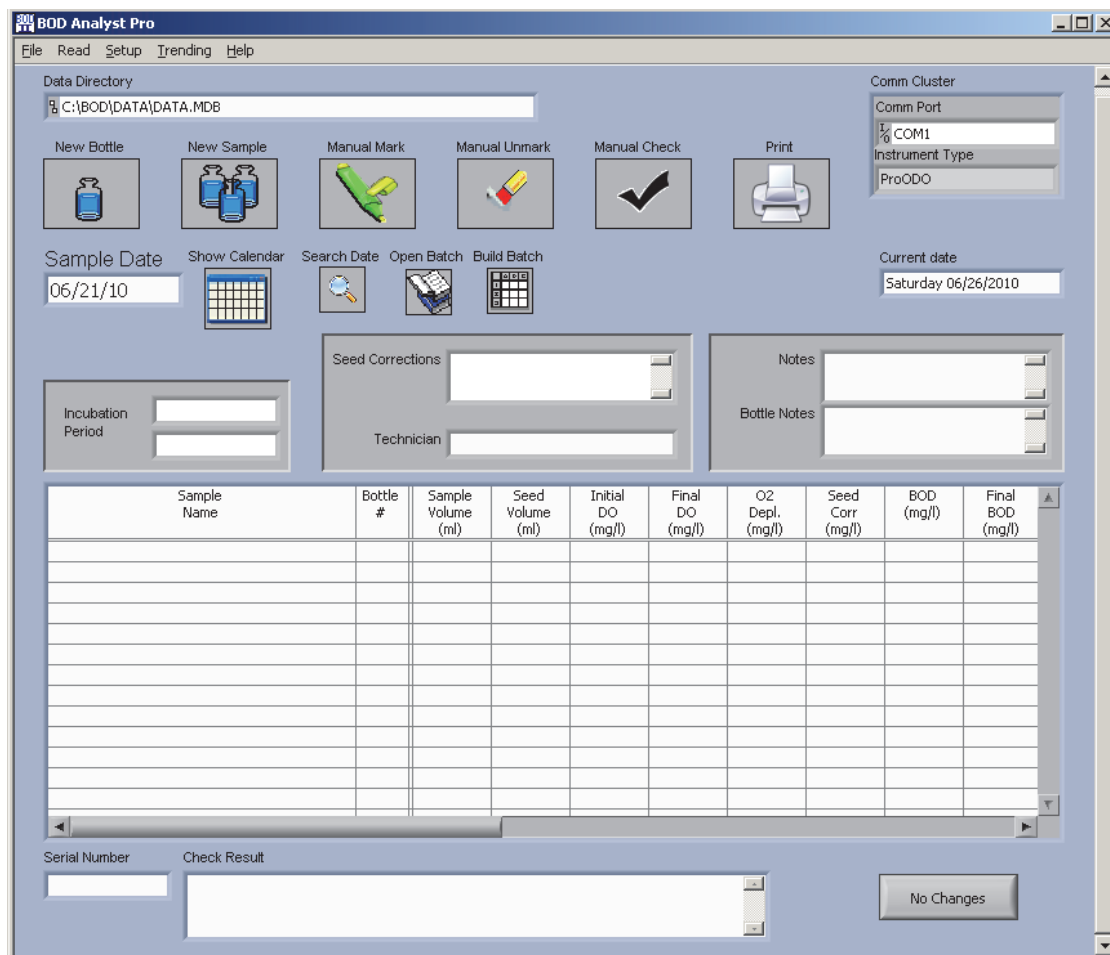 BOD Analyst Pro
File Read Setup Trending Help
Data Directory
C:\BOD\DATA\DATA.MDB
Comm Cluster
Comm Port
COM1
Instrument Type
ProODO
New Bottle New Sample Manual Mark Manual Unmark Manual Check Print
Sample Date Show Calendar Search Date Open Batch Build Batch
06/21/10
Current date
Saturday 06/26/2010
Seed Corrections
Technician
Notes
Bottle Notes
Incubation
Period
Sample Bottle Sample Seed Initial Final O2 Seed BOD Final
Name # Volume Volume DO DO Depl. Corr (mg/l) BOD
(ml) (ml) (mg/l) (mg/l) (mg/l) (mg/l) (mg/l)
Serial Number Check Result
No Changes